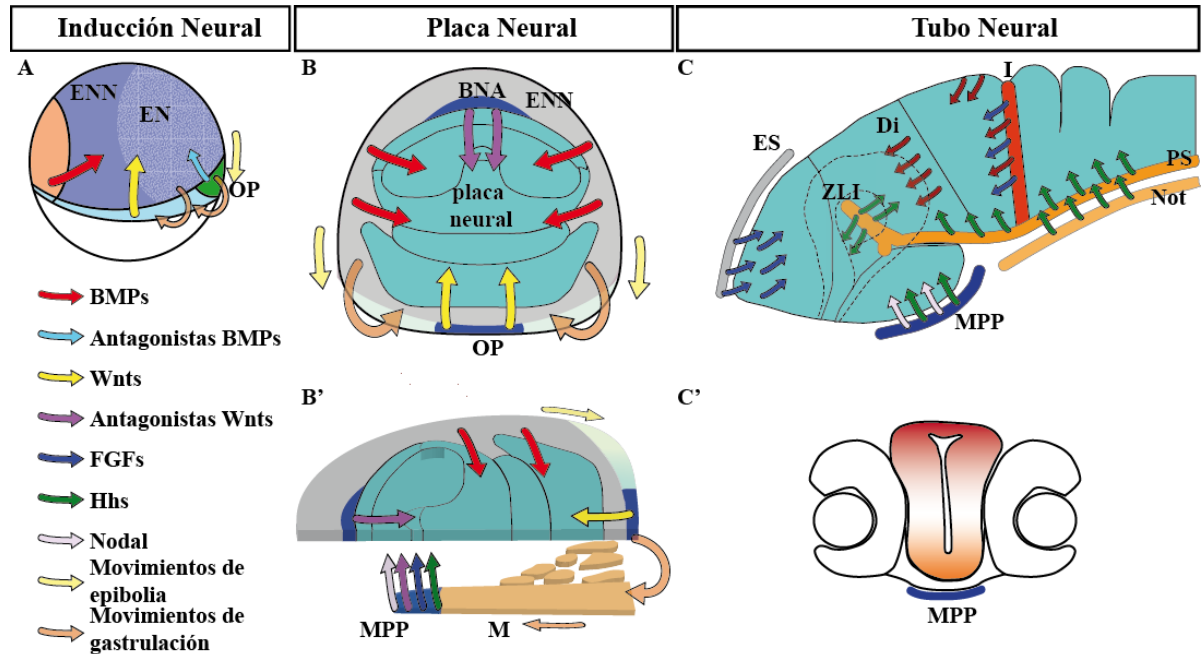 Inducción Neural
Placa Neural
Tubo Neural
A
ENN
EN
OP
B
BNA
ENN
placa
neural
OP
C
I
ES
Di
ZLI
PS
Not
MPP
BMPs
Antagonistas BMPs
Wnts
Antagonistas Wnts
FGFs
Hhs
Nodal
Movimientos de
epibolia
Movimientos de
gastrulación
B’
MPP
M
C’
MPP